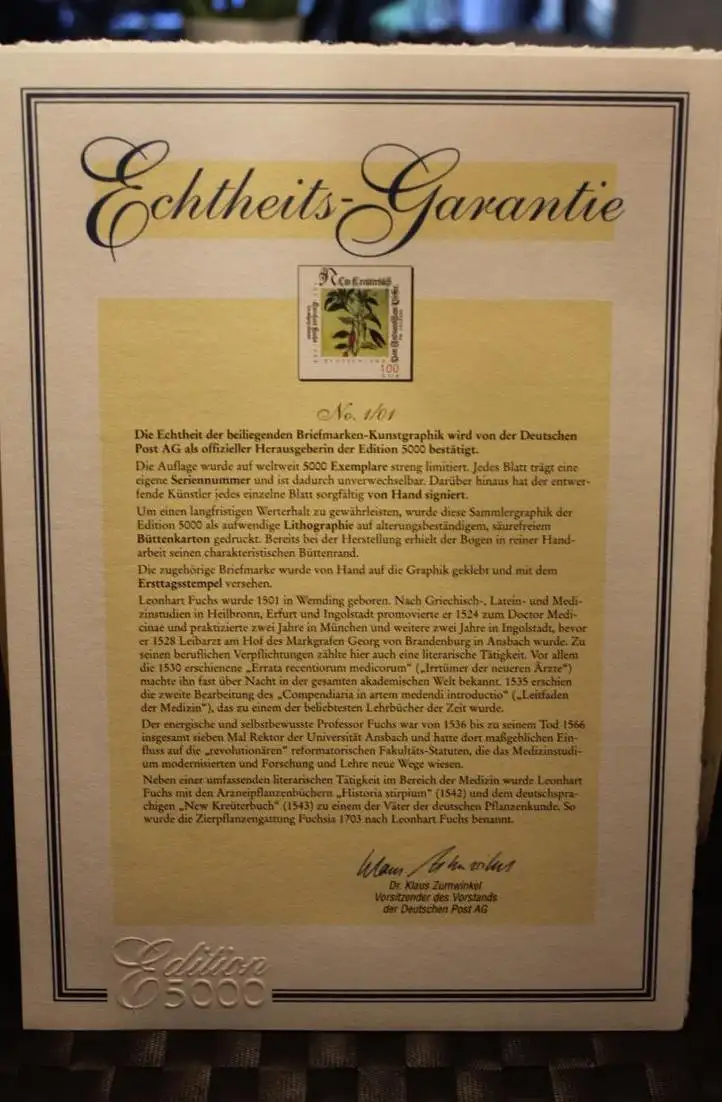 Echtheits-Garantie
New Kreüterbůch
100
No. 1/01
Die Echtheit der beiliegenden Briefmarken-Kunstgraphik wird von der Deutschen
Post AG als offizieller Herausgeberin der Edition 5000 bestätigt.
Die Auflage wurde auf weltweit 5000 Exemplare streng limitiert. Jedes Blatt trägt eine
eigene Seriennummer und ist dadurch unverwechselbar. Darüber hinaus hat der entwer-
fende Künstler jedes einzelne Blatt sorgfältig von Hand signiert.
Um einen langfristigen Werterhalt zu gewährleisten, wurde diese Sammlergraphik der
Edition 5000 als aufwendige Lithographie auf alterungsbeständigem, säurefreiem
Büttenkarton gedruckt. Bereits bei der Herstellung erhielt der Bogen in reiner Hand-
arbeit seinen charakteristischen Büttenrand.
Die zugehörige Briefmarke wurde von Hand auf die Graphik geklebt und mit dem
Ersttagsstempel versehen.
Leonhart Fuchs wurde 1501 in Wemding geboren. Nach Griechisch-, Latein- und Medi-
zinstudien in Heilbronn, Erfurt und Ingolstadt promovierte er 1524 zum Doctor Medi-
cinae und praktizierte zwei Jahre in München und weitere zwei Jahre in Ingolstadt, bevor
er 1528 Leibarzt am Hof des Markgrafen Georg von Brandenburg in Ansbach wurde. Zu
seinen beruflichen Verpflichtungen zählte hier auch eine literarische Tätigkeit. Vor allem
die 1530 erschienene „Errata recentiorum medicorum“ („Irrtümer der neueren Ärzte“)
machte ihn fast über Nacht in der gesamten akademischen Welt bekannt. 1535 erschien
die zweite Bearbeitung des „Compendiaria in artem medendi introductio“ („Leitfaden
der Medizin“), das zu einem der beliebtesten Lehrbücher der Zeit wurde.
Der energische und selbstbewusste Professor Fuchs war von 1536 bis zu seinem Tod 1566
insgesamt sieben Mal Rektor der Universität Ansbach und hatte dort maßgeblichen Ein-
fluss auf die „revolutionären“ reformatorischen Fakultäts-Statuten, die das Medizinstudi-
um modernisierten und Forschung und Lehre neue Wege wiesen.
Neben einer umfassenden literarischen Tätigkeit im Bereich der Medizin wurde Leonhart
Fuchs mit den Arzneipflanzenbüchern „Historia stirpium“ (1542) und dem deutschspra-
chigen „New Kreüterbuch“ (1543) zu einem der Väter der deutschen Pflanzenkunde. So
wurde die Zierpflanzengattung Fuchsia 1703 nach Leonhart Fuchs benannt.
Klaus Zumwinkel
Dr. Klaus Zumwinkel
Vorsitzender des Vorstands
der Deutschen Post AG
Edition
5000